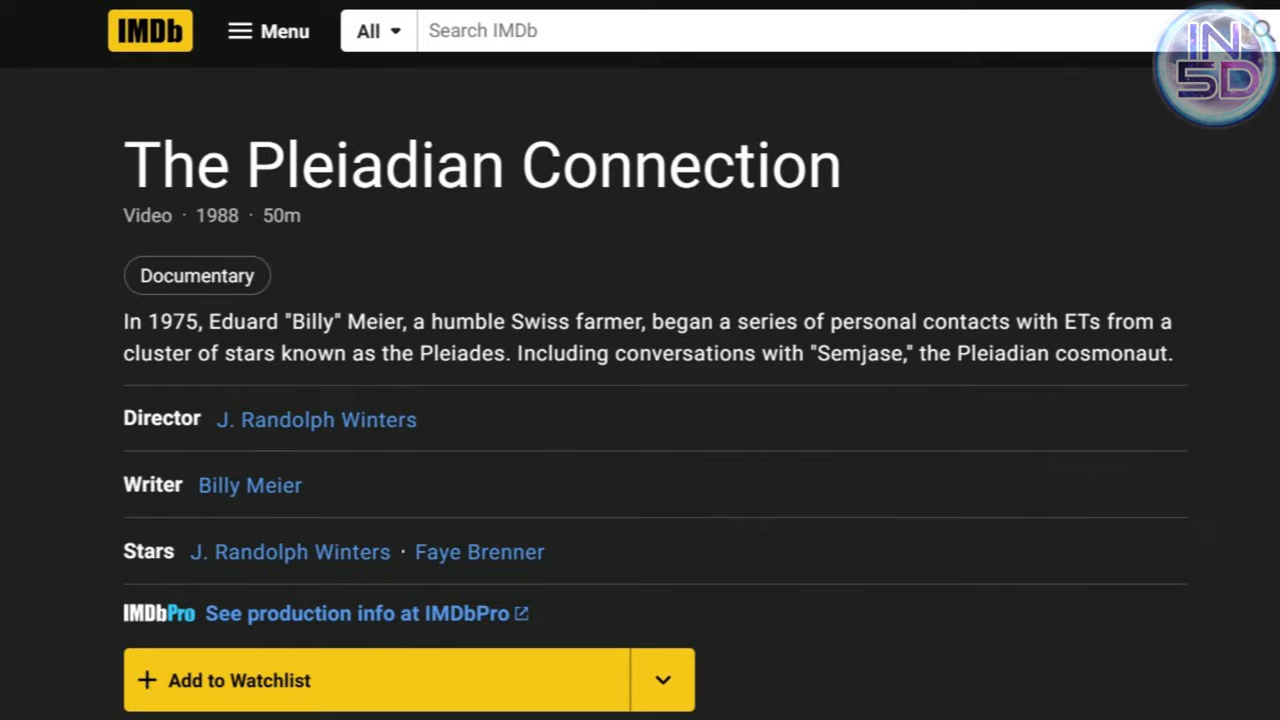 IMDb Menu All Search IMDb
IN
5D
The Pleiadian Connection
Video · 1988 · 50m
Documentary
In 1975, Eduard "Billy" Meier, a humble Swiss farmer, began a series of personal contacts with ETs from a
cluster of stars known as the Pleiades. Including conversations with "Semjase," the Pleiadian cosmonaut.
Director J. Randolph Winters
Writer Billy Meier
Stars J. Randolph Winters · Faye Brenner
IMDbPro See production info at IMDbPro
+ Add to Watchlist